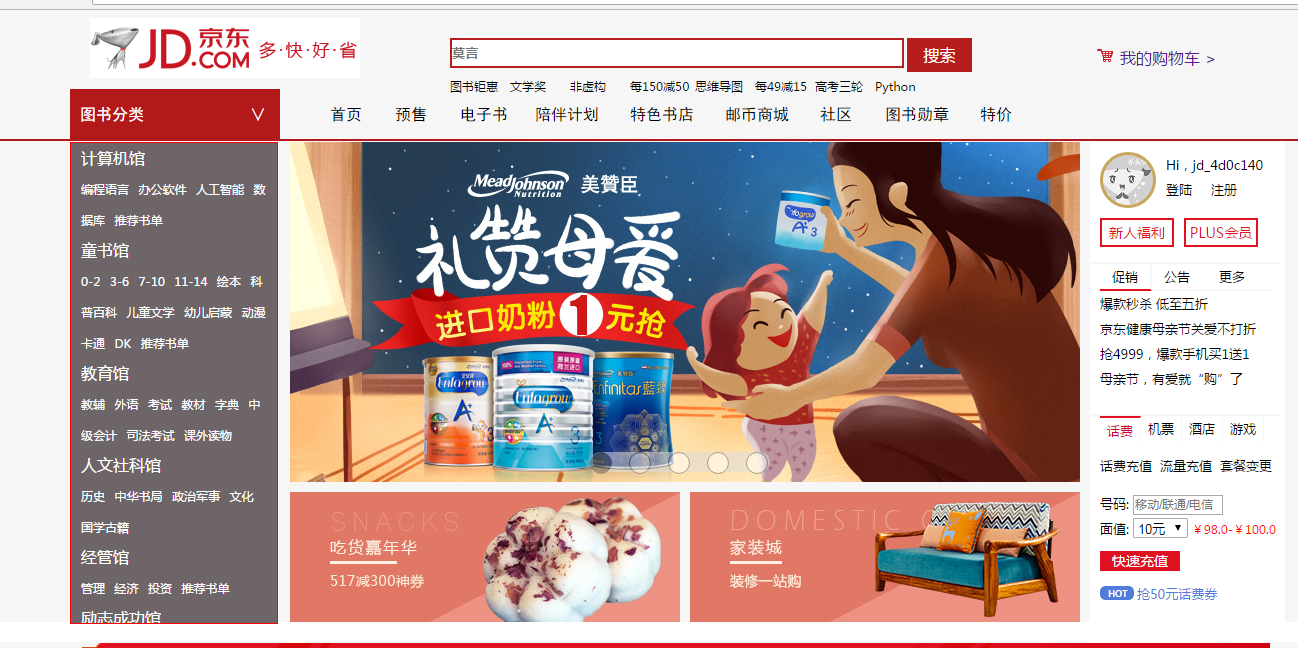 JD.COM 京东 多·快·好·省
莫言 搜索
我的购物车 >
图书钜惠 文学奖 非虚构 每150减50 思维导图 每49减15 高考三轮 Python
图书分类
首页 预售 电子书 陪伴计划 特色书店 邮币商城 社区 图书勋章 特价
计算机馆
编程语言 办公软件 人工智能 数
据库 推荐书单
童书馆
0-2 3-6 7-10 11-14 绘本 科
普百科 儿童文学 幼儿启蒙 动漫
卡通 DK 推荐书单
教育馆
教辅 外语 考试 教材 字典 中
级会计 司法考试 课外读物
人文社科馆
历史 中华书局 政治军事 文化
国学古籍
经管馆
管理 经济 投资 推荐书单
励志成功馆
MeadJohnson Nutrition 美赞臣
礼赞母爱
进口奶粉1元抢
Enfagrow A+ 3
Enfagrow A+ 3
Enfinitas 蓝臻
Enfagrow A+ 3
SNACKS
吃货嘉年华
517减300神券
DOMESTIC
家装城
装修一站购
Hi，jd_4d0c140
登陆 注册
新人福利 PLUS会员
促销 公告 更多
爆款秒杀 低至五折
京东健康母亲节关爱不打折
抢4999，爆款手机买1送1
母亲节，有爱就“购”了
话费 机票 酒店 游戏
话费充值 流量充值 套餐变更
号码: 移动/联通/电信
面值: 10元 ￥98.0-￥100.0
快速充值
HOT 抢50元话费券